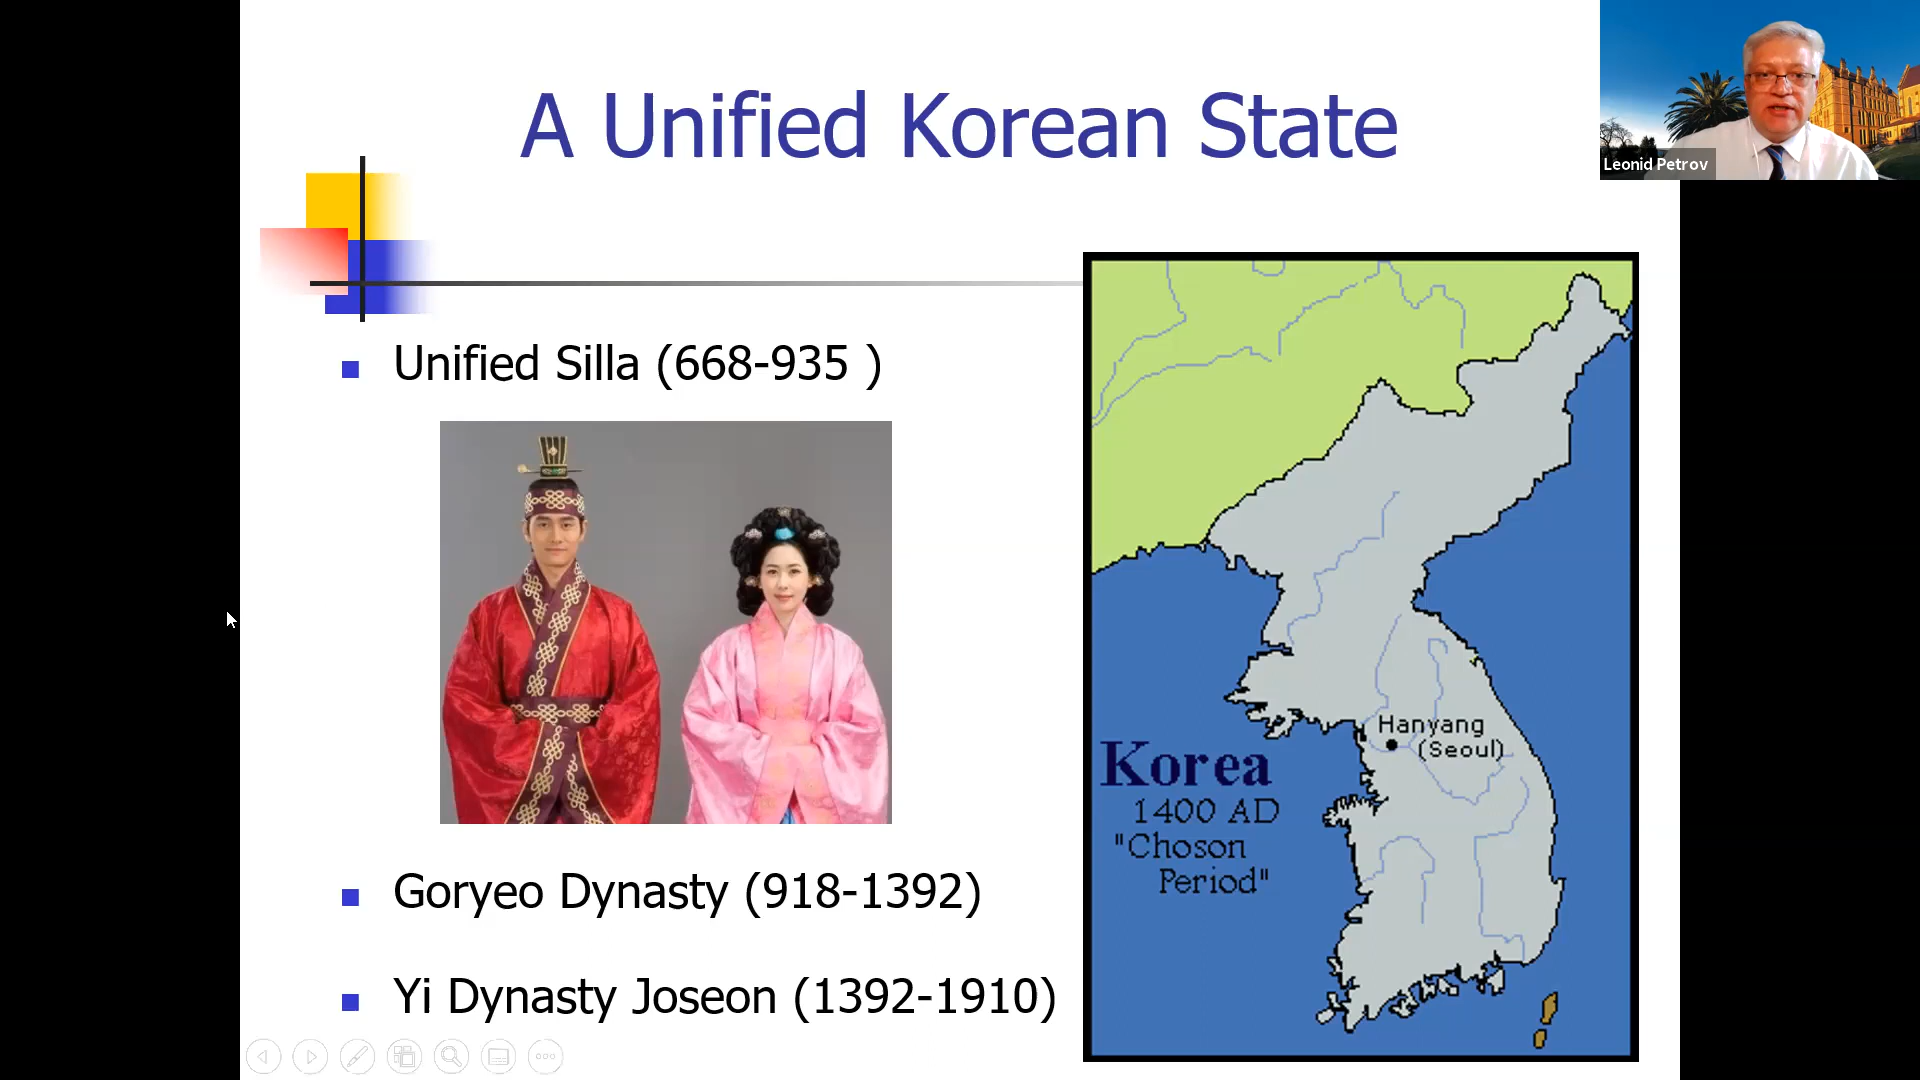 A Unified Korean State
Leonid Petrov
Unified Silla (668-935 )
Goryeo Dynasty (918-1392)
Yi Dynasty Joseon (1392-1910)
Hanyang
(Seoul)
Korea
1400 AD
"Choson
Period"